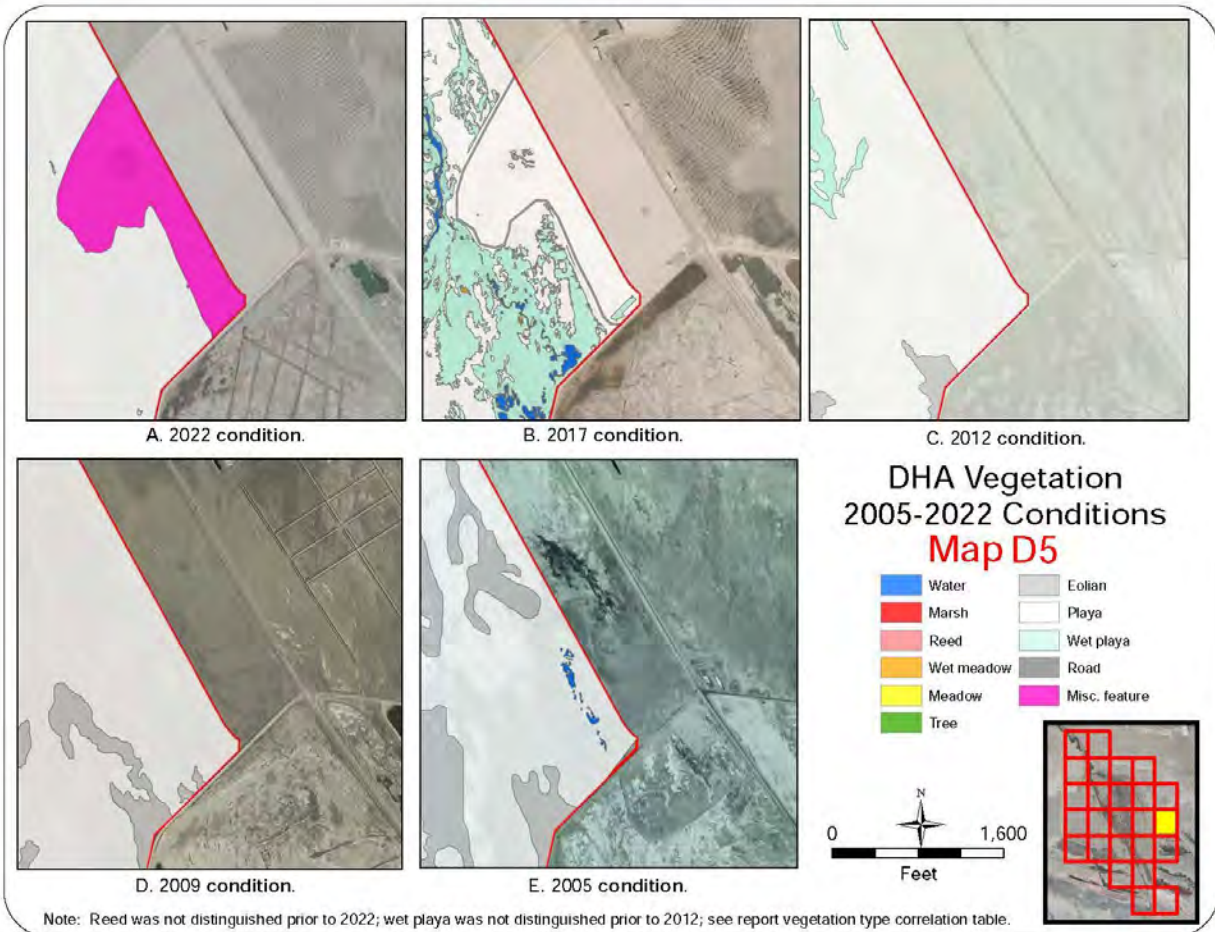 A. 2022 condition.
B. 2017 condition.
C. 2012 condition.
DHA Vegetation
2005-2022 Conditions
Map D5
Water
Eolian
Marsh
Playa
Reed
Wet playa
Wet meadow
Road
Meadow
Misc. feature
Tree
N
0
1,600
Feet
D. 2009 condition.
E. 2005 condition.
Note: Reed was not distinguished prior to 2022; wet playa was not distinguished prior to 2012; see report vegetation type correlation table.